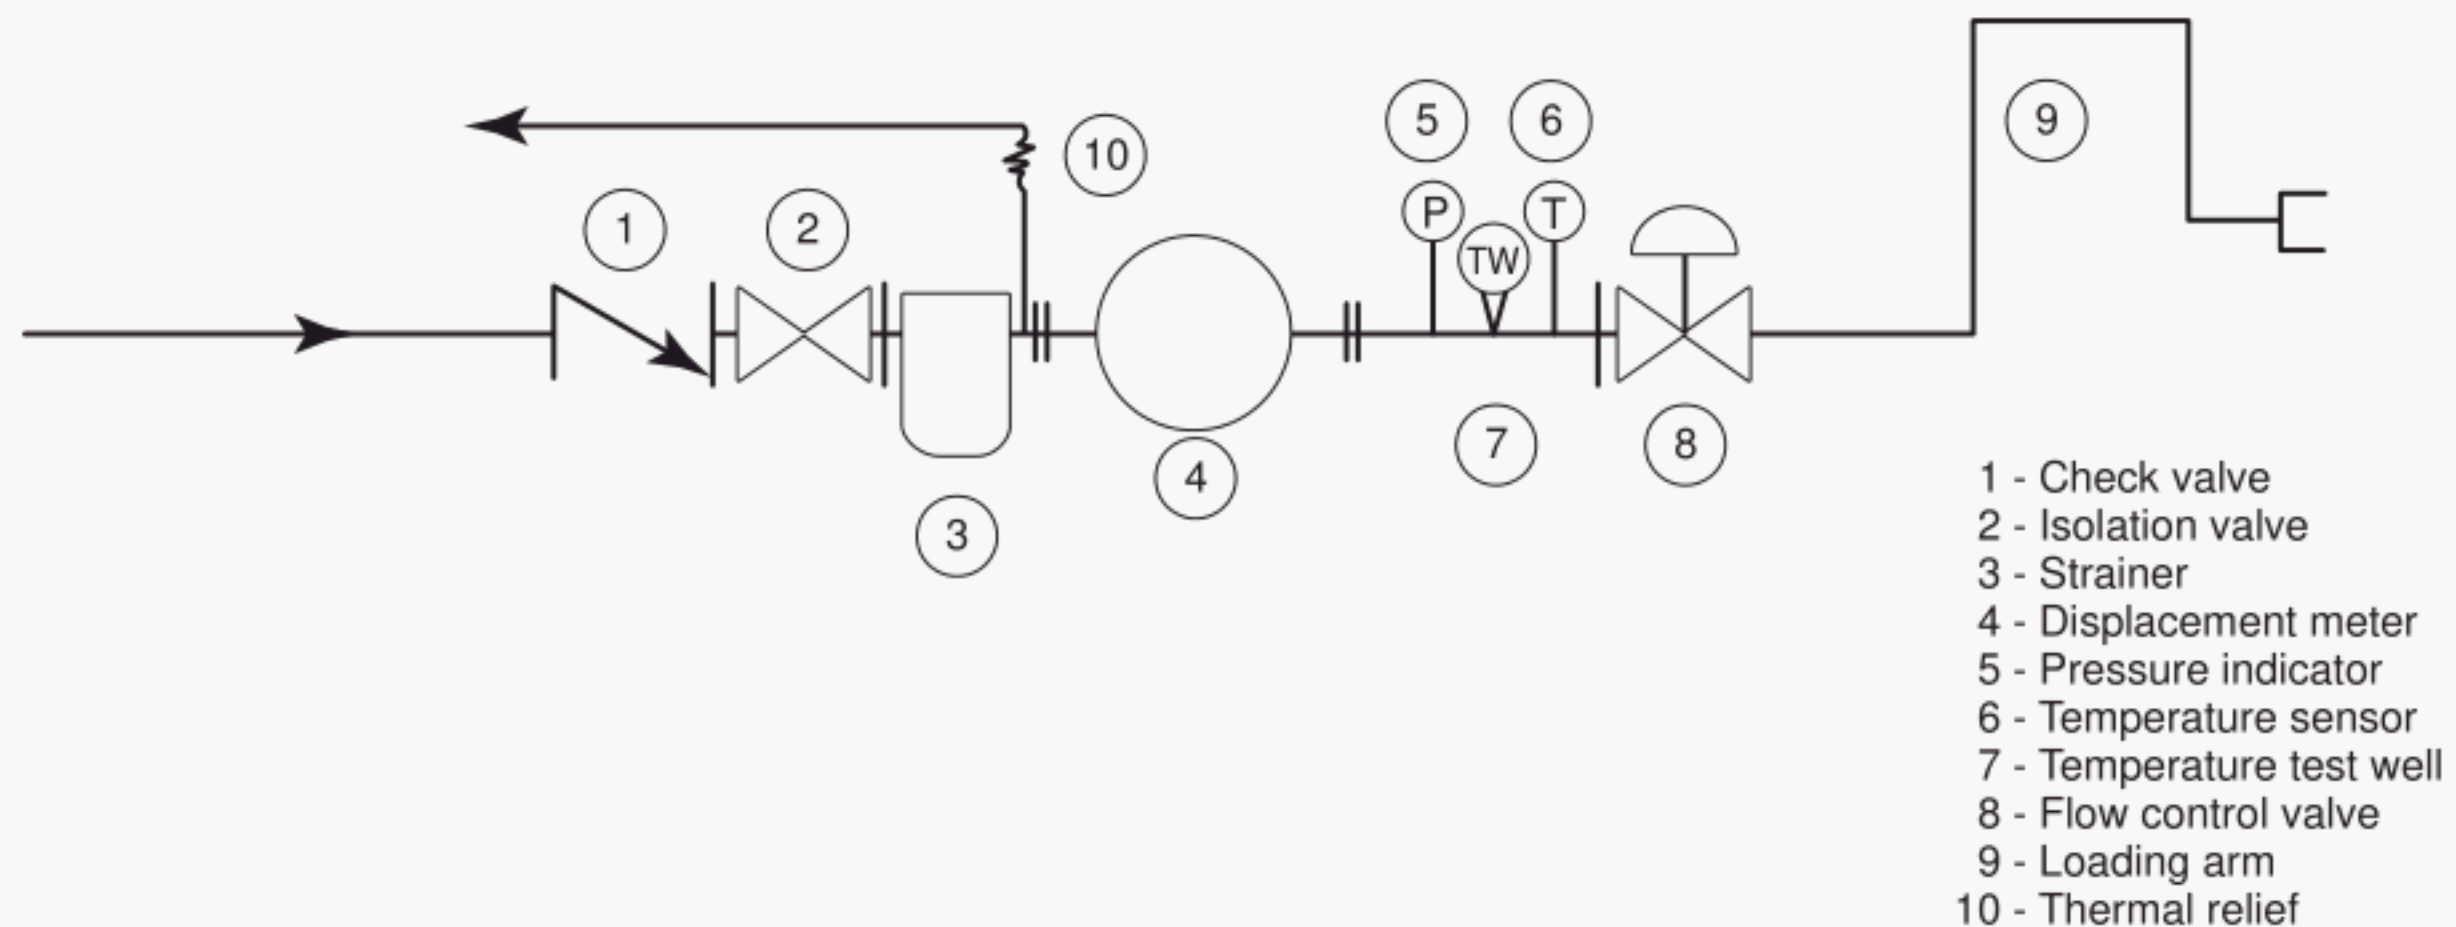 10
5
6
9
1
2
P
TW
T
4
7
8
3
1 - Check valve
2 - Isolation valve
3 - Strainer
4 - Displacement meter
5 - Pressure indicator
6 - Temperature sensor
7 - Temperature test well
8 - Flow control valve
9 - Loading arm
10 - Thermal relief